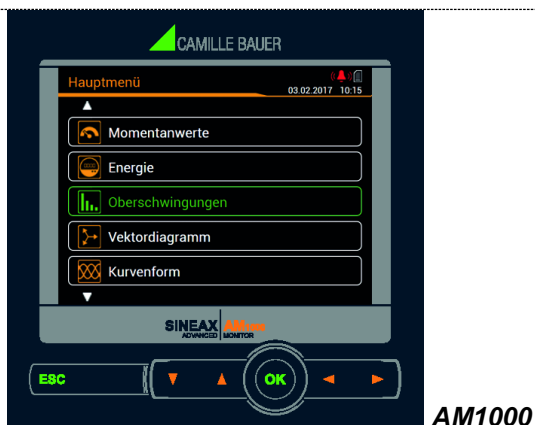 CAMILLE BAUER
Hauptmenü
03.02.2017 10:15
Momentanwerte
Energie
Oberschwingungen
Vektordiagramm
Kurvenform
SINEAX AM1000
ADVANCED MONITOR
ESC
OK
AM1000